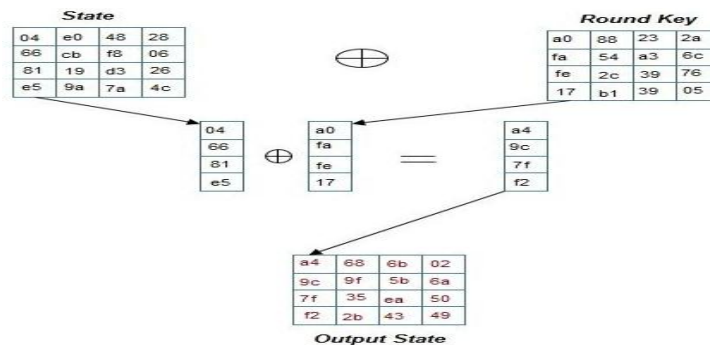 State
04 e0 48 28
66 cb f8 06
81 19 d3 26
e5 9a 7a 4c
⊕
Round Key
a0 88 23 2a
fa 54 a3 6c
fe 2c 39 76
17 b1 39 05
04 a0 a4
66 fa 9c
81 ⊕ fe = 7f
e5 17 f2
a4 68 6b 02
9c 9f 5b 6a
7f 35 ea 50
f2 2b 43 49
Output State